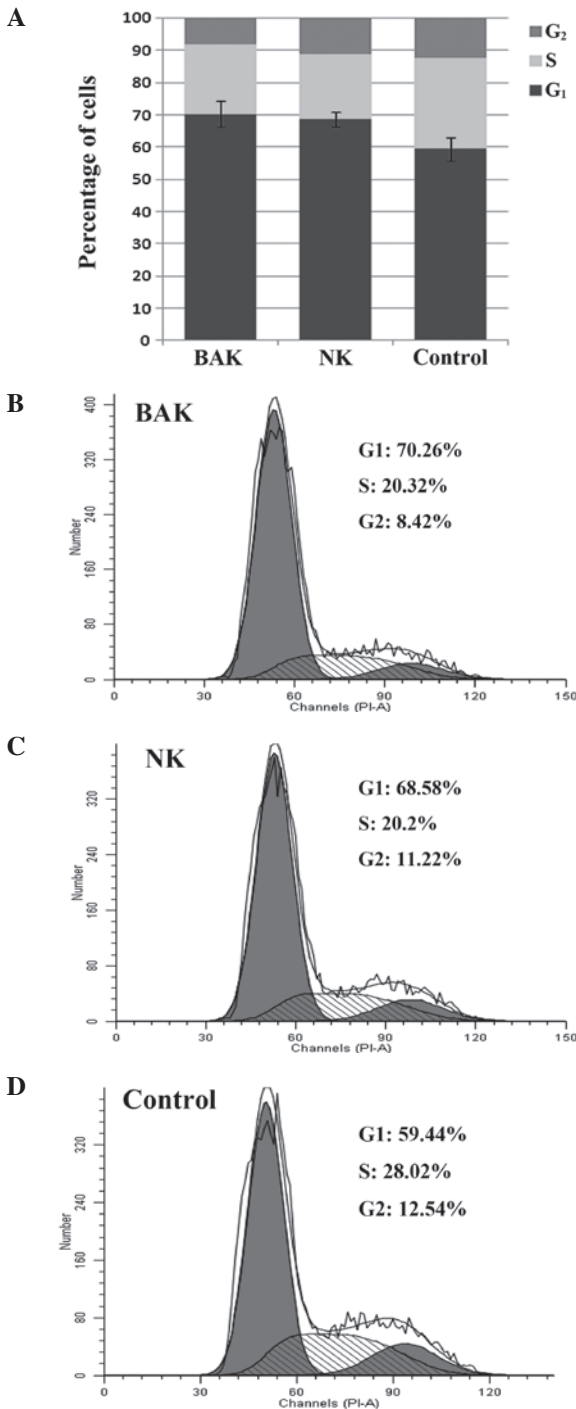 A
Percentage of cells
100
90
80
70
60
50
40
30
20
10
0
G2
S
G1
BAK NK Control
B
BAK
G1: 70.26%
S: 20.32%
G2: 8.42%
Number
400
320
240
160
80
0
0 30 60 90 120 150
Channels (PI-A)
C
NK
G1: 68.58%
S: 20.2%
G2: 11.22%
Number
320
240
160
80
0
0 30 60 90 120 150
Channels (PI-A)
D
Control
G1: 59.44%
S: 28.02%
G2: 12.54%
Number
320
240
160
80
0
0 30 60 90 120
Channels (PI-A)